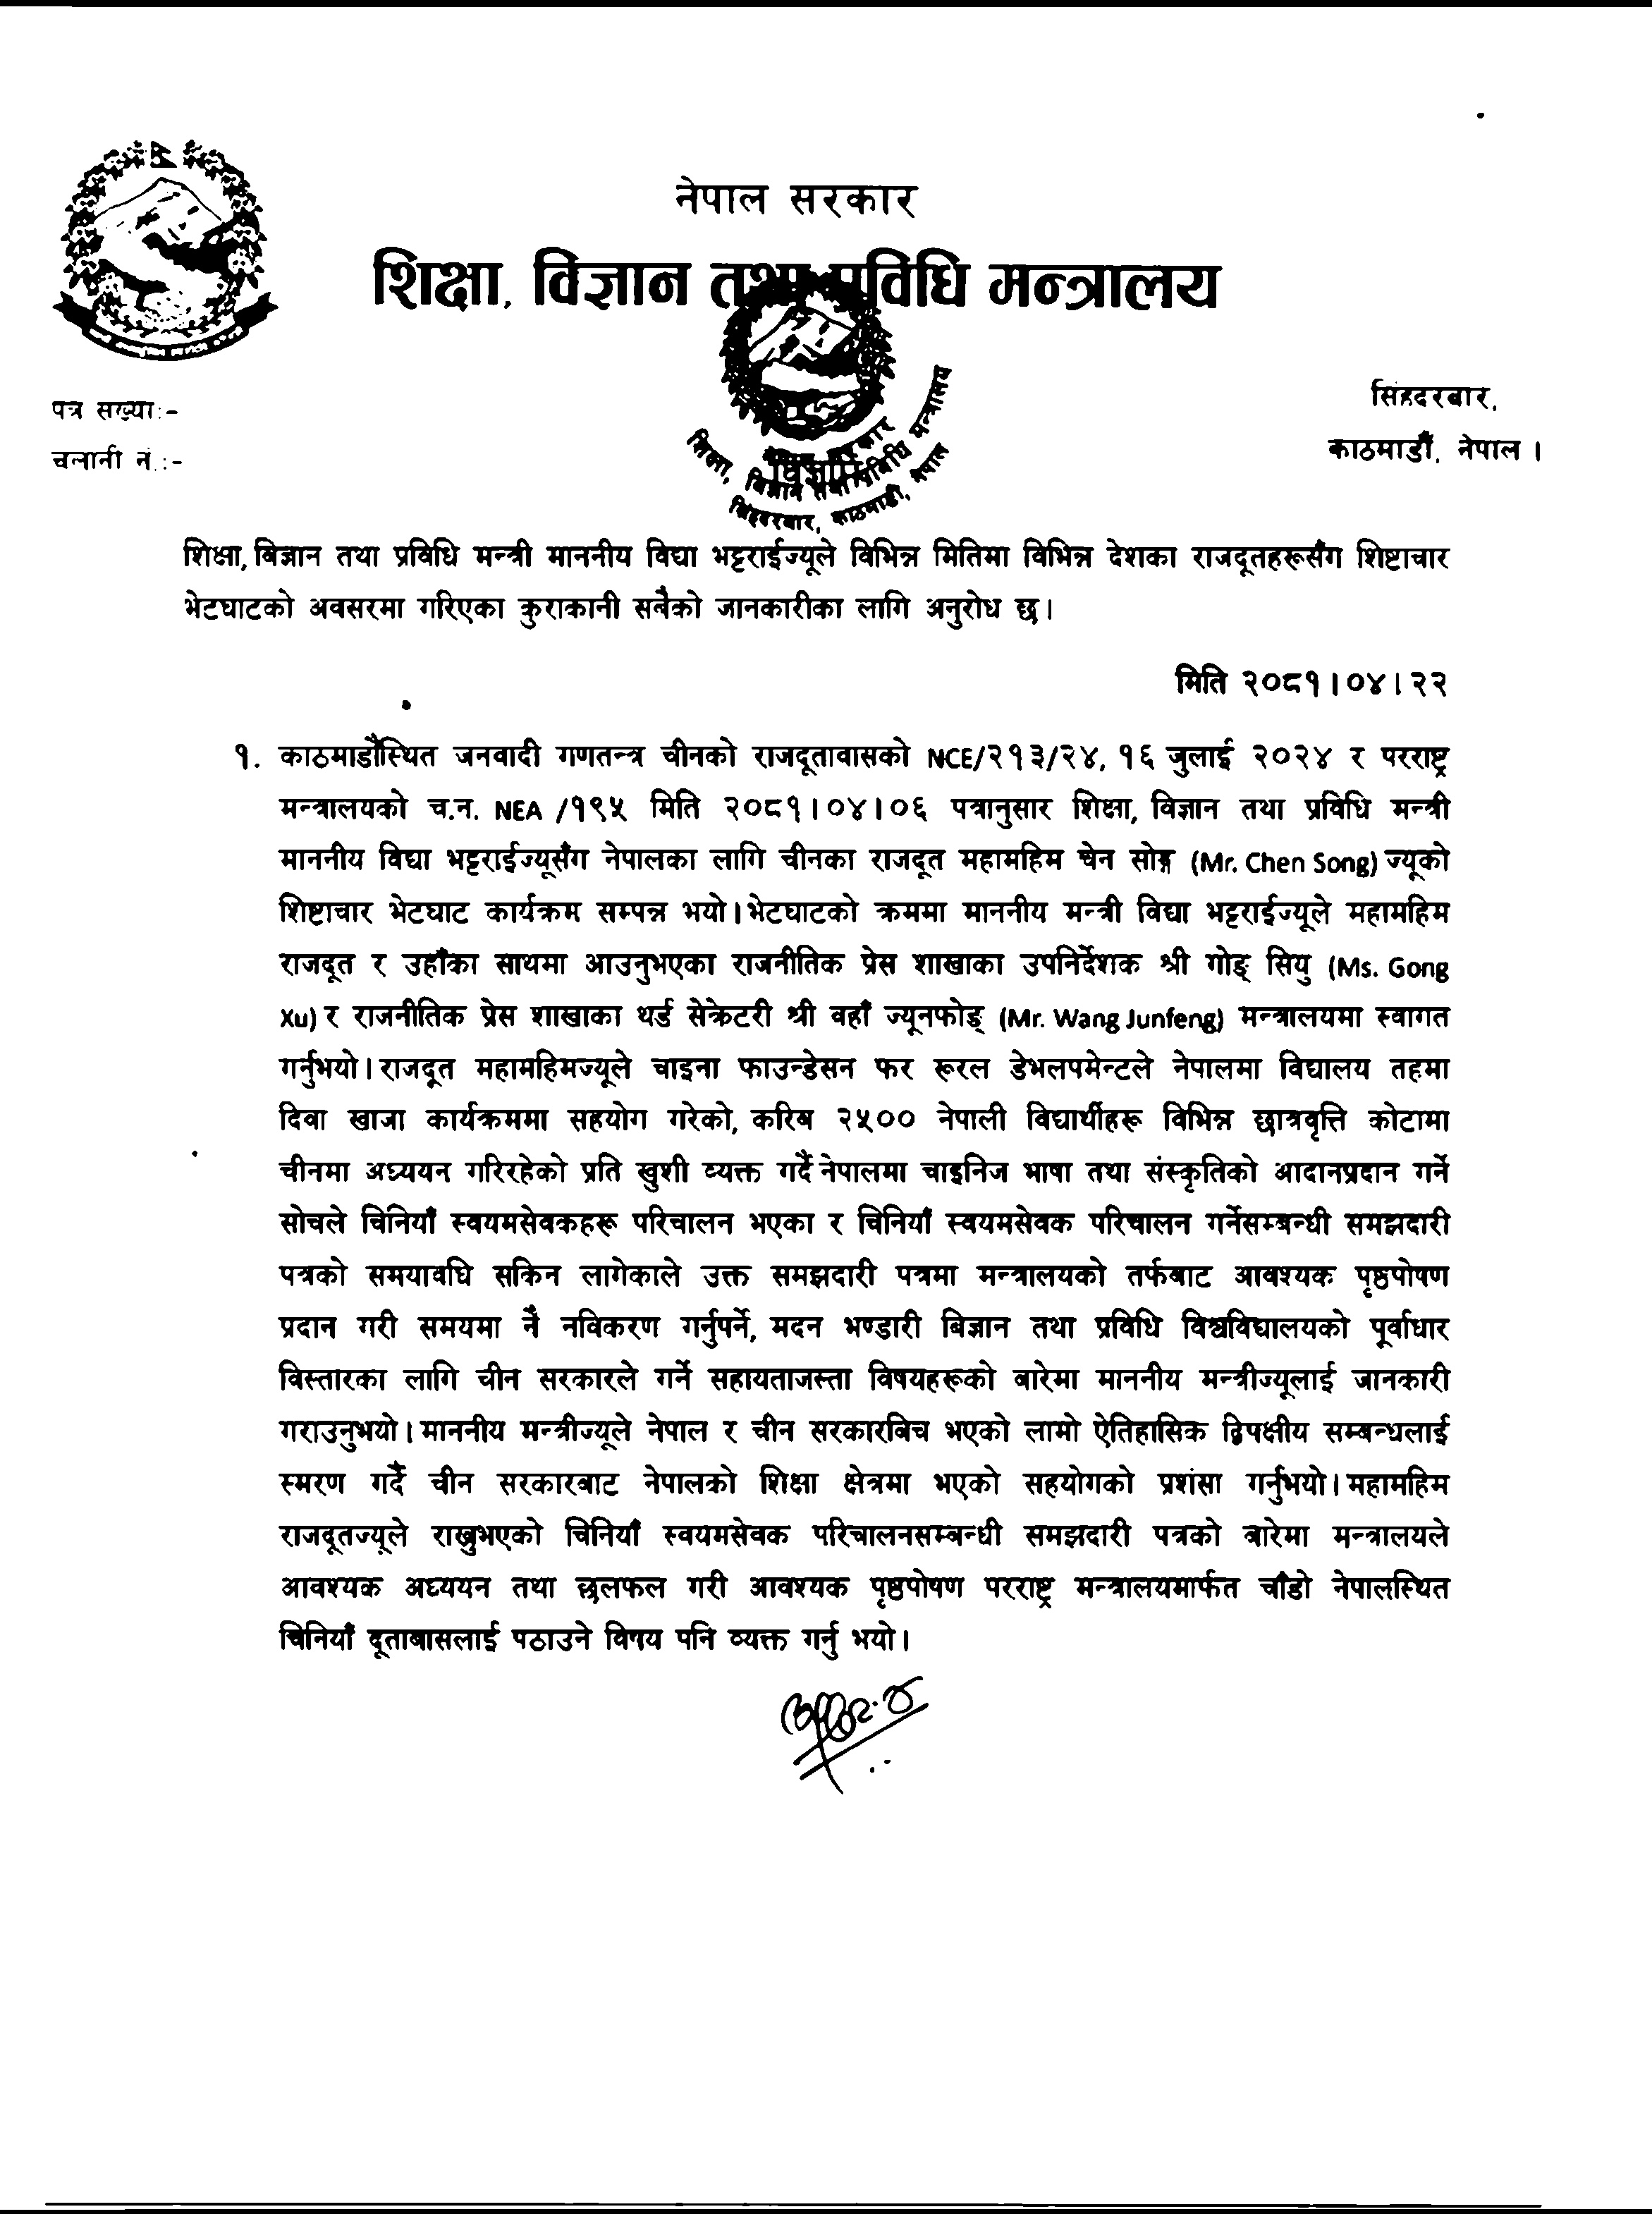 नेपाल सरकार
शिक्षा, विज्ञान तथा प्रविधि मन्त्रालय
पत्र संख्याः-
चलानी नं.:-
सिंहदरबार,
काठमाडौँ, नेपाल ।
नेपाल सरकार
शिक्षा, विज्ञान तथा प्रविधि मन्त्रालय
सिंहदरबार, काठमाडौं, नेपाल
विज्ञप्ति
शिक्षा, विज्ञान तथा प्रविधि मन्त्री माननीय विद्या भट्टराईज्यूले विभिन्न मितिमा विभिन्न देशका राजदूतहरूसँग शिष्टाचार
भेटघाटको अवसरमा गरिएका कुराकानी सबैको जानकारीका लागि अनुरोध छ।
मिति २०८१।०४।२२
१. काठमाडौँस्थित जनवादी गणतन्त्र चीनको राजदूतावासको NCE/२१३/२४, १६ जुलाई २०२४ र परराष्ट्र
मन्त्रालयको च.न. NEA /१९५ मिति २०८१।०४।०६ पत्रानुसार शिक्षा, विज्ञान तथा प्रविधि मन्त्री
माननीय विद्या भट्टराईज्यूसँग नेपालका लागि चीनका राजदूत महामहिम चेन सोङ्ग (Mr. Chen Song) ज्यूको
शिष्टाचार भेटघाट कार्यक्रम सम्पन्न भयो। भेटघाटको क्रममा माननीय मन्त्री विद्या भट्टराईज्यूले महामहिम
राजदूत र उहाँका साथमा आउनुभएका राजनीतिक प्रेस शाखाका उपनिर्देशक श्री गोङ् सियु (Ms. Gong
Xu) र राजनीतिक प्रेस शाखाका थर्ड सेक्रेटरी श्री वहाँ ज्यूनफोङ् (Mr. Wang Junfeng) मन्त्रालयमा स्वागत
गर्नुभयो। राजदूत महामहिमज्यूले चाइना फाउन्डेसन फर रूरल डेभलपमेन्टले नेपालमा विद्यालय तहमा
दिवा खाजा कार्यक्रममा सहयोग गरेको, करिब २५०० नेपाली विद्यार्थीहरू विभिन्न छात्रवृत्ति कोटामा
चीनमा अध्ययन गरिरहेको प्रति खुशी व्यक्त गर्दै नेपालमा चाइनिज भाषा तथा संस्कृतिको आदानप्रदान गर्ने
सोचले चिनियाँ स्वयमसेवकहरू परिचालन भएका र चिनियाँ स्वयमसेवक परिचालन गर्नेसम्बन्धी समझदारी
पत्रको समयावधि सकिन लागेकाले उक्त समझदारी पत्रमा मन्त्रालयको तर्फबाट आवश्यक पृष्ठपोषण
प्रदान गरी समयमा नै नविकरण गर्नुपर्ने, मदन भण्डारी बिज्ञान तथा प्रविधि विश्वविद्यालयको पूर्वाधार
विस्तारका लागि चीन सरकारले गर्ने सहायताजस्ता विषयहरूको बारेमा माननीय मन्त्रीज्यूलाई जानकारी
गराउनुभयो। माननीय मन्त्रीज्यूले नेपाल र चीन सरकारबिच भएको लामो ऐतिहासिक द्विपक्षीय सम्बन्धलाई
स्मरण गर्दै चीन सरकारबाट नेपालको शिक्षा क्षेत्रमा भएको सहयोगको प्रशंसा गर्नुभयो। महामहिम
राजदूतज्यूले राख्नुभएको चिनियाँ स्वयमसेवक परिचालनसम्बन्धी समझदारी पत्रको बारेमा मन्त्रालयले
आवश्यक अध्ययन तथा छलफल गरी आवश्यक पृष्ठपोषण परराष्ट्र मन्त्रालयमार्फत चाँडो नेपालस्थित
चिनियाँ दूताबासलाई पठाउने विषय पनि व्यक्त गर्नु भयो।